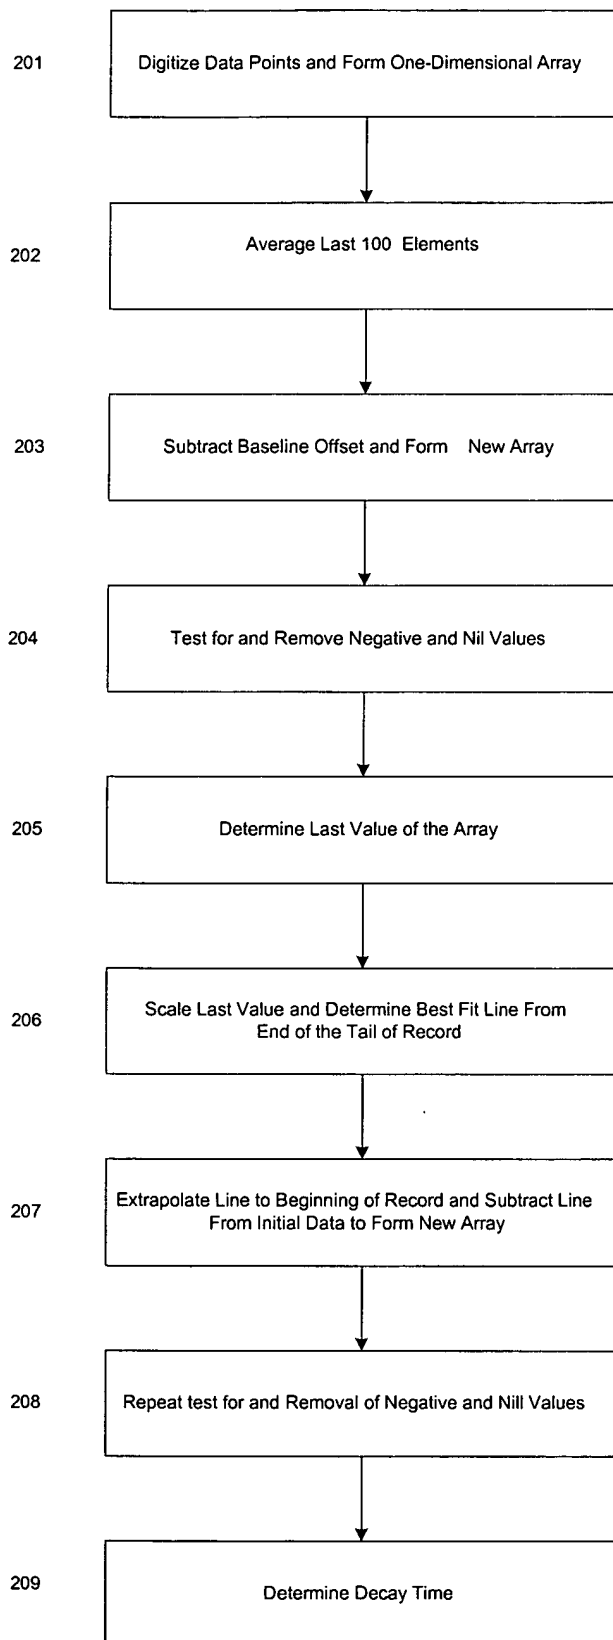 201
Digitize Data Points and Form One-Dimensional Array
202
Average Last 100 Elements
203
Subtract Baseline Offset and Form New Array
204
Test for and Remove Negative and Nil Values
205
Determine Last Value of the Array
206
Scale Last Value and Determine Best Fit Line From
End of the Tail of Record
207
Extrapolate Line to Beginning of Record and Subtract Line
From Initial Data to Form New Array
208
Repeat test for and Removal of Negative and Nill Values
209
Determine Decay Time